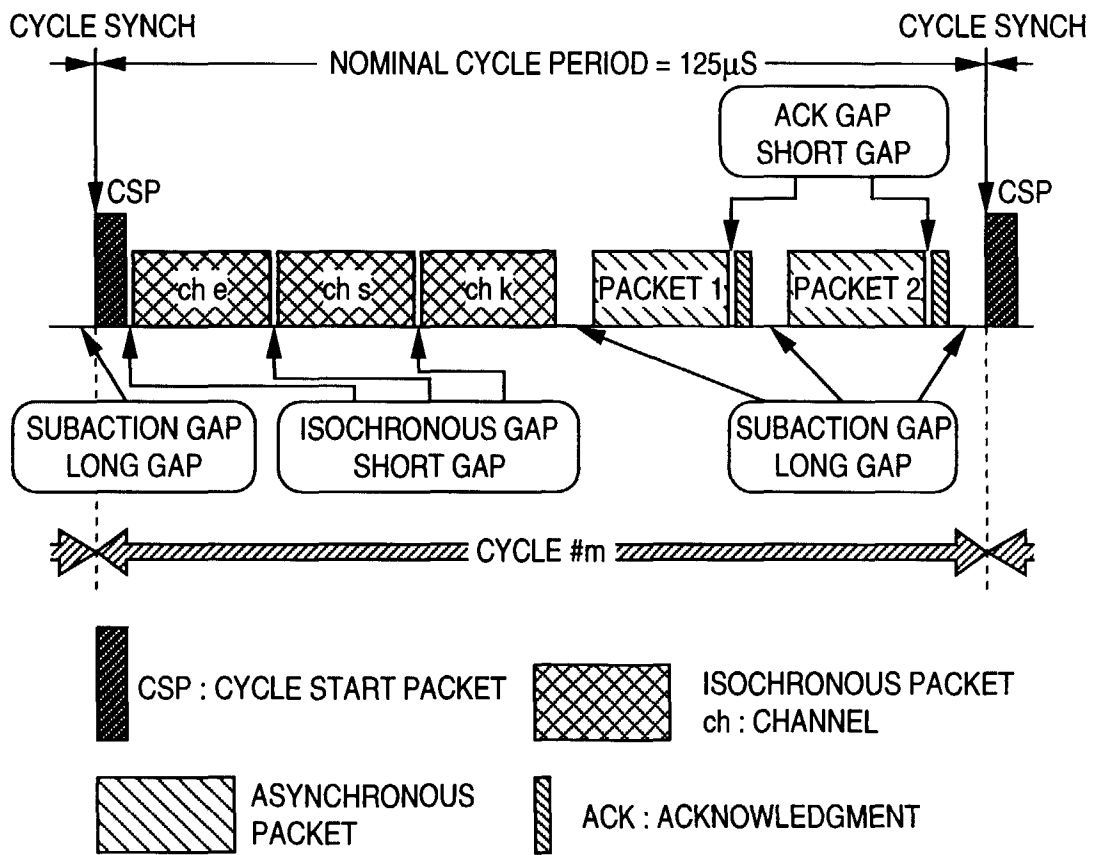 CYCLE SYNCH
CYCLE SYNCH
NOMINAL CYCLE PERIOD = 125μS
ACK GAP
SHORT GAP
CSP
CSP
ch e
ch s
ch k
PACKET 1
PACKET 2
SUBACTION GAP
LONG GAP
ISOCHRONOUS GAP
SHORT GAP
SUBACTION GAP
LONG GAP
CYCLE #m
CSP : CYCLE START PACKET
ISOCHRONOUS PACKET
ch : CHANNEL
ASYNCHRONOUS
PACKET
ACK : ACKNOWLEDGMENT